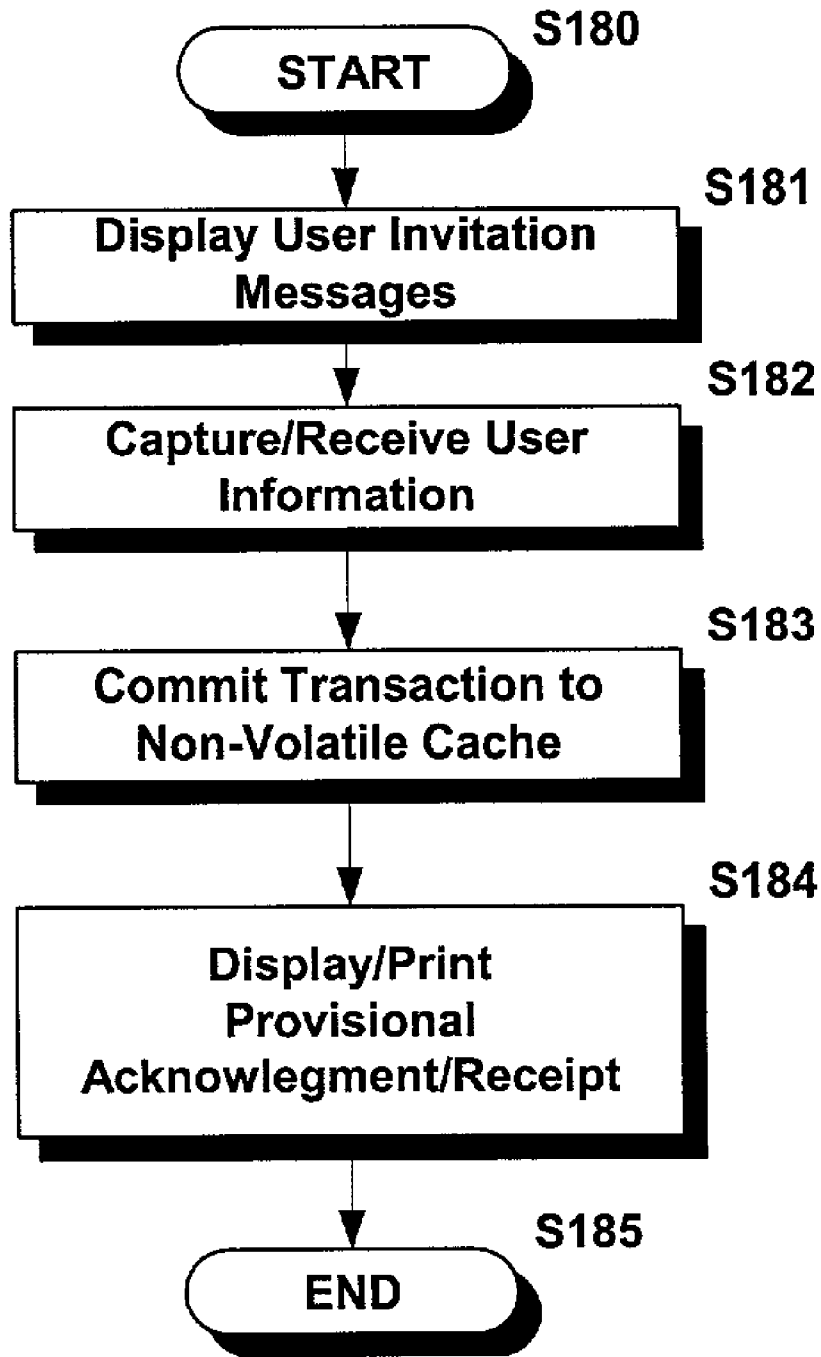 S180
START
S181
Display User Invitation
Messages
S182
Capture/Receive User
Information
S183
Commit Transaction to
Non-Volatile Cache
S184
Display/Print
Provisional
Acknowlegment/Receipt
S185
END